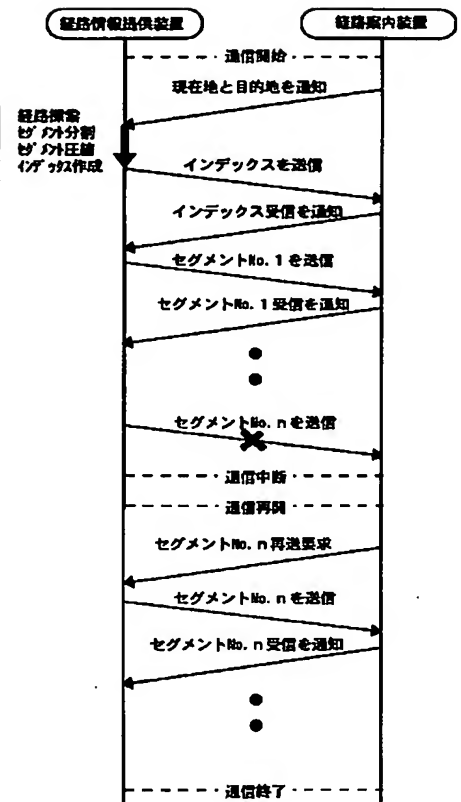 経路情報提供装置
経路案内装置
通信開始
現在地と目的地を通知
経路探索
ｾｸﾞﾒﾝﾄ分割
ｾｸﾞﾒﾝﾄ圧縮
ｲﾝﾃﾞｯｸｽ作成
インデックスを送信
インデックス受信を通知
セグメントNo. 1 を送信
セグメントNo. 1 受信を通知
セグメントNo. n を送信
通信中断
通信再開
セグメントNo. n 再送要求
セグメントNo. n を送信
セグメントNo. n 受信を通知
通信終了